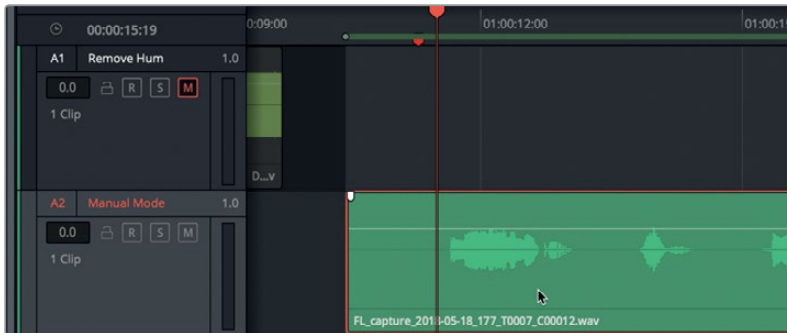 00:00:15:19
0:09:00
01:00:12:00
01:00:1
A1 Remove Hum 1.0
0.0 R S M
1 Clip
D...v
A2 Manual Mode 1.0
0.0 R S M
1 Clip
FL_capture_2018-05-18_177_T0007_C00012.wav